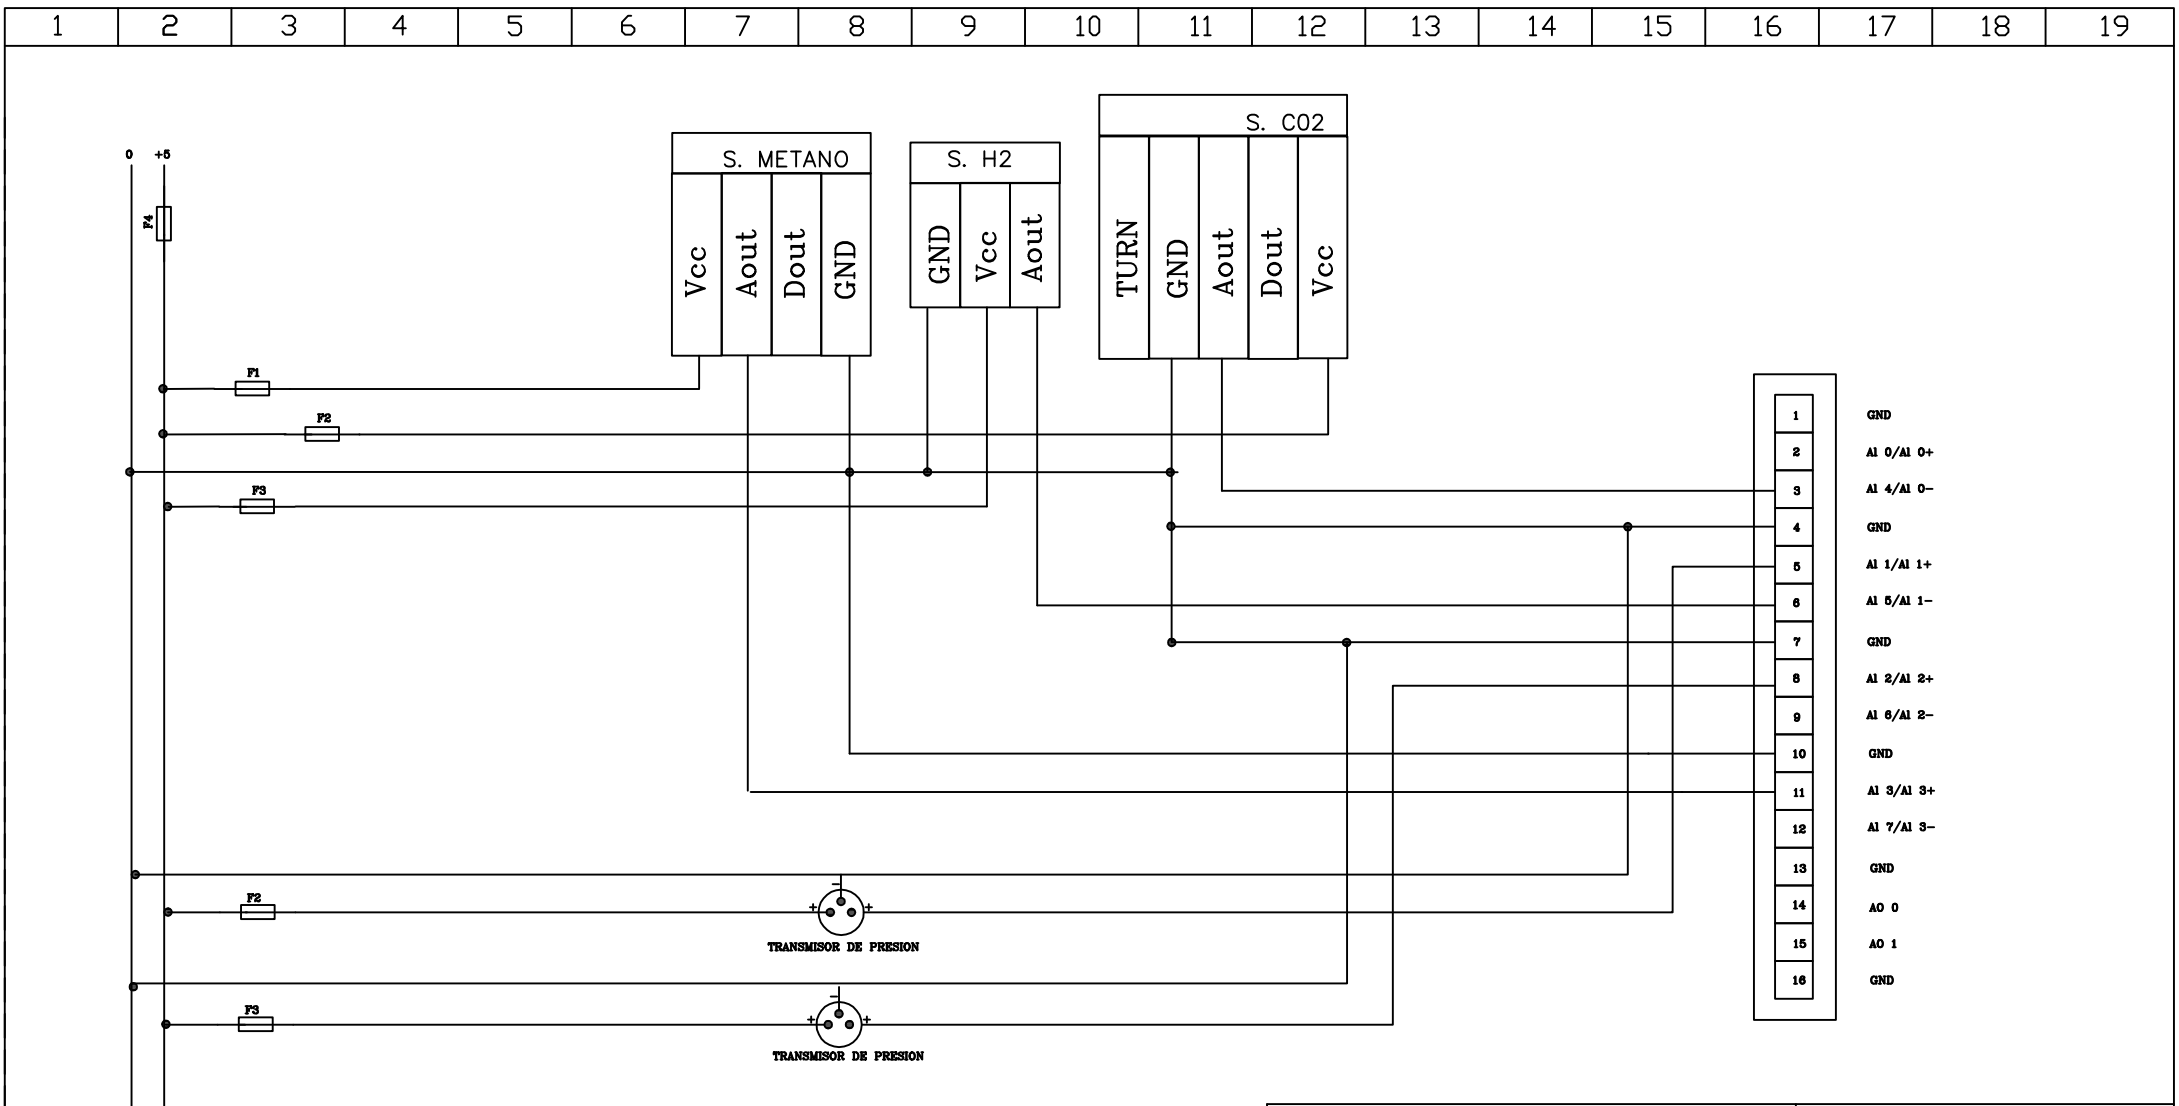 1 2 3 4 5 6 7 8 9 10 11 12 13 14 15 16 17 18 19
S. CO2
0 +5
S. METANO
S. H2
F4
Vcc Aout Dout GND
GND Vcc Aout
TURN GND Aout Dout Vcc
F1
F2
F3
1 GND
2 AI 0/AI 0+
3 AI 4/AI 0-
4 GND
5 AI 1/AI 1+
6 AI 5/AI 1-
7 GND
8 AI 2/AI 2+
9 AI 6/AI 2-
10 GND
11 AI 3/AI 3+
12 AI 7/AI 3-
13 GND
14 AO 0
15 AO 1
16 GND
F2
- + +
TRANSMISOR DE PRESION
F3
- + +
TRANSMISOR DE PRESION